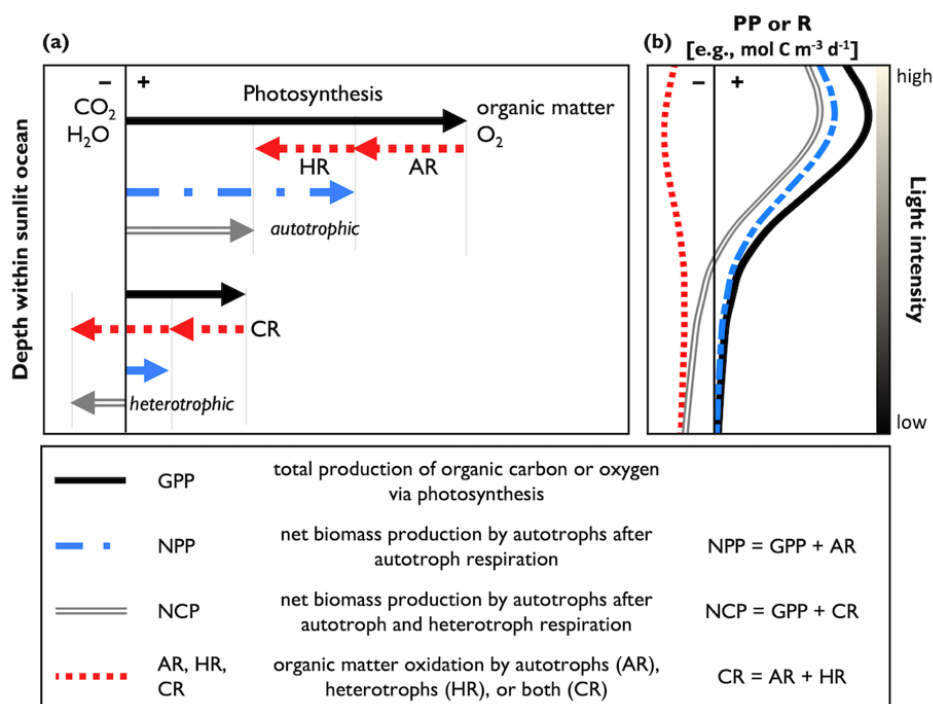 (a)
− +
Photosynthesis
CO₂
H₂O
organic matter
O₂
HR
AR
autotrophic
CR
heterotrophic
Depth within sunlit ocean
(b)
PP or R
[e.g., mol C m⁻³ d⁻¹]
− +
high
Light intensity
low
GPP
total production of organic carbon or oxygen
via photosynthesis
NPP
net biomass production by autotrophs after
autotroph respiration
NPP = GPP + AR
NCP
net biomass production by autotrophs after
autotroph and heterotroph respiration
NCP = GPP + CR
AR, HR,
CR
organic matter oxidation by autotrophs (AR),
heterotrophs (HR), or both (CR)
CR = AR + HR